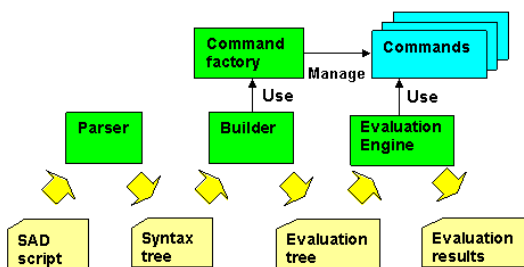 Command
factory
Manage
Commands
Use
Use
Parser
Builder
Evaluation
Engine
SAD
script
Syntax
tree
Evaluation
tree
Evaluation
results